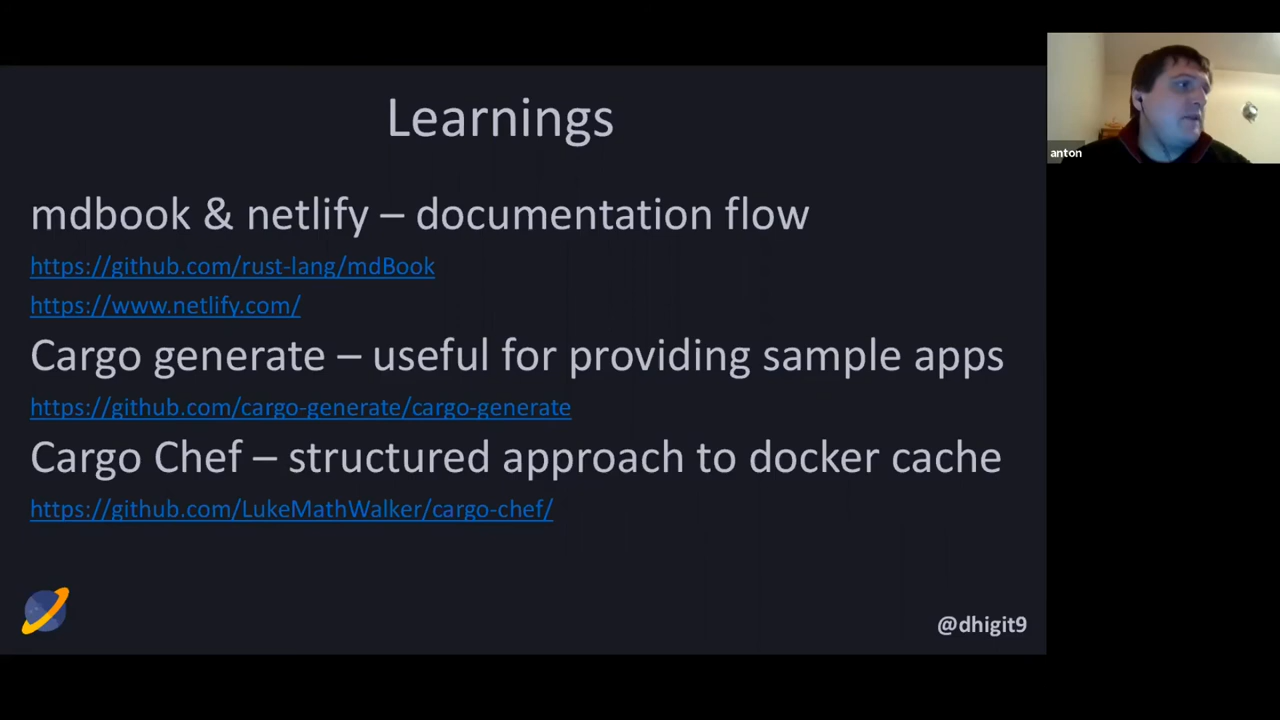 Learnings
mdbook & netlify – documentation flow
https://github.com/rust-lang/mdBook
https://www.netlify.com/
Cargo generate – useful for providing sample apps
https://github.com/cargo-generate/cargo-generate
Cargo Chef – structured approach to docker cache
https://github.com/LukeMathWalker/cargo-chef/
@dhigit9
anton